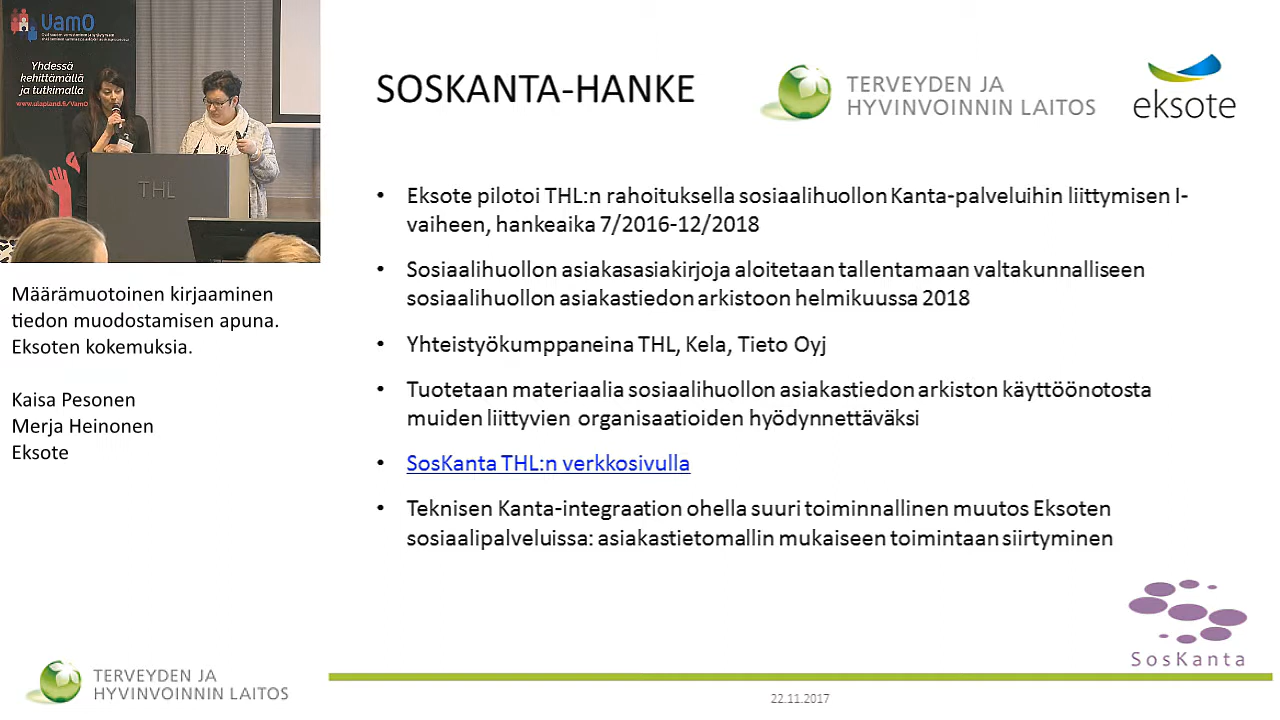 VamO
Yhdessä
kehittämällä
ja tutkimalla
www.ulapland.fi/VamO
THL
Määrämuotoinen kirjaaminen
tiedon muodostamisen apuna.
Eksoten kokemuksia.
Kaisa Pesonen
Merja Heinonen
Eksote
SOSKANTA-HANKE
TERVEYDEN JA
HYVINVOINNIN LAITOS
eksote
• Eksote pilotoi THL:n rahoituksella sosiaalihuollon Kanta-palveluihin liittymisen I-
vaiheen, hankeaika 7/2016-12/2018
• Sosiaalihuollon asiakasasiakirjoja aloitetaan tallentamaan valtakunnalliseen
sosiaalihuollon asiakastiedon arkistoon helmikuussa 2018
• Yhteistyökumppaneina THL, Kela, Tieto Oyj
• Tuotetaan materiaalia sosiaalihuollon asiakastiedon arkiston käyttöönotosta
muiden liittyvien organisaatioiden hyödynnettäväksi
• SosKanta THL:n verkkosivulla
• Teknisen Kanta-integraation ohella suuri toiminnallinen muutos Eksoten
sosiaalipalveluissa: asiakastietomallin mukaiseen toimintaan siirtyminen
SosKanta
TERVEYDEN JA
HYVINVOINNIN LAITOS
22.11.2017